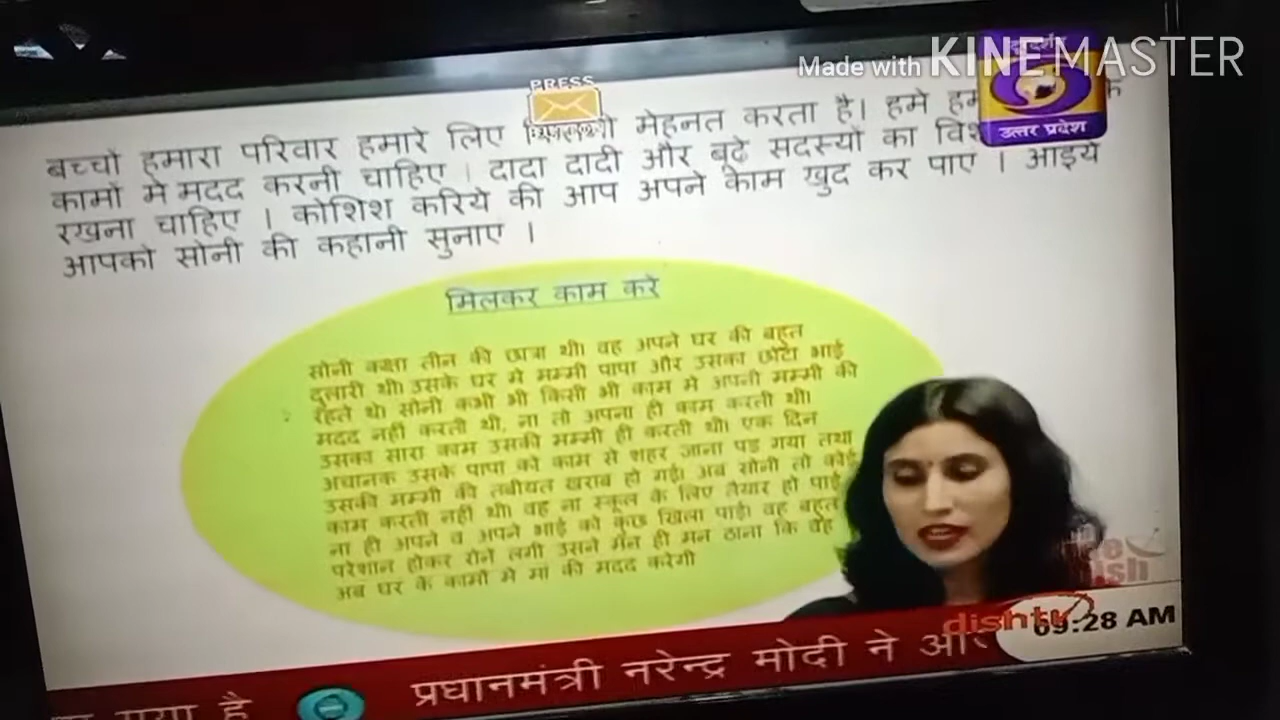 Made with KINEMASTER
दूरदर्शन
उत्तर प्रदेश
PRESS
बच्चों हमारा परिवार हमारे लिए मेहनत करता है। हमे
कामों मे मदद करनी चाहिए । दादा दादी और बूढे सदस्यों का
रखना चाहिए । कोशिश करिये की आप अपने काम खुद कर पाए । आइये
आपको सोनी की कहानी सुनाए ।
मिलकर काम करे
सोनी कक्षा तीन की छात्रा थी। वह अपने घर की बहुत
दुलारी थी। उसके घर मे मम्मी पापा और उसका छोटा भाई
रहते थे। सोनी कभी भी किसी भी काम मे अपनी मम्मी की
मदद नही करती थी, ना तो अपना ही काम करती थी।
उसका सारा काम उसकी मम्मी ही करती थी। एक दिन
अचानक उसके पापा को काम से शहर जाना पड़ गया तथा
उसकी मम्मी की तबीयत खराब हो गई। अब सोनी तो कोई
काम करती नही थी। वह ना स्कूल के लिए तैयार हो पाई
ना ही अपने व अपने भाई को कुछ खिला पाई। वह बहुत
परेशान होकर रोने लगी उसने मन ही मन ठाना कि वह
अब घर के कामों मे मां की मदद करेगी
dishtv
09:28 AM
गया है प्रधानमंत्री नरेन्द्र मोदी ने